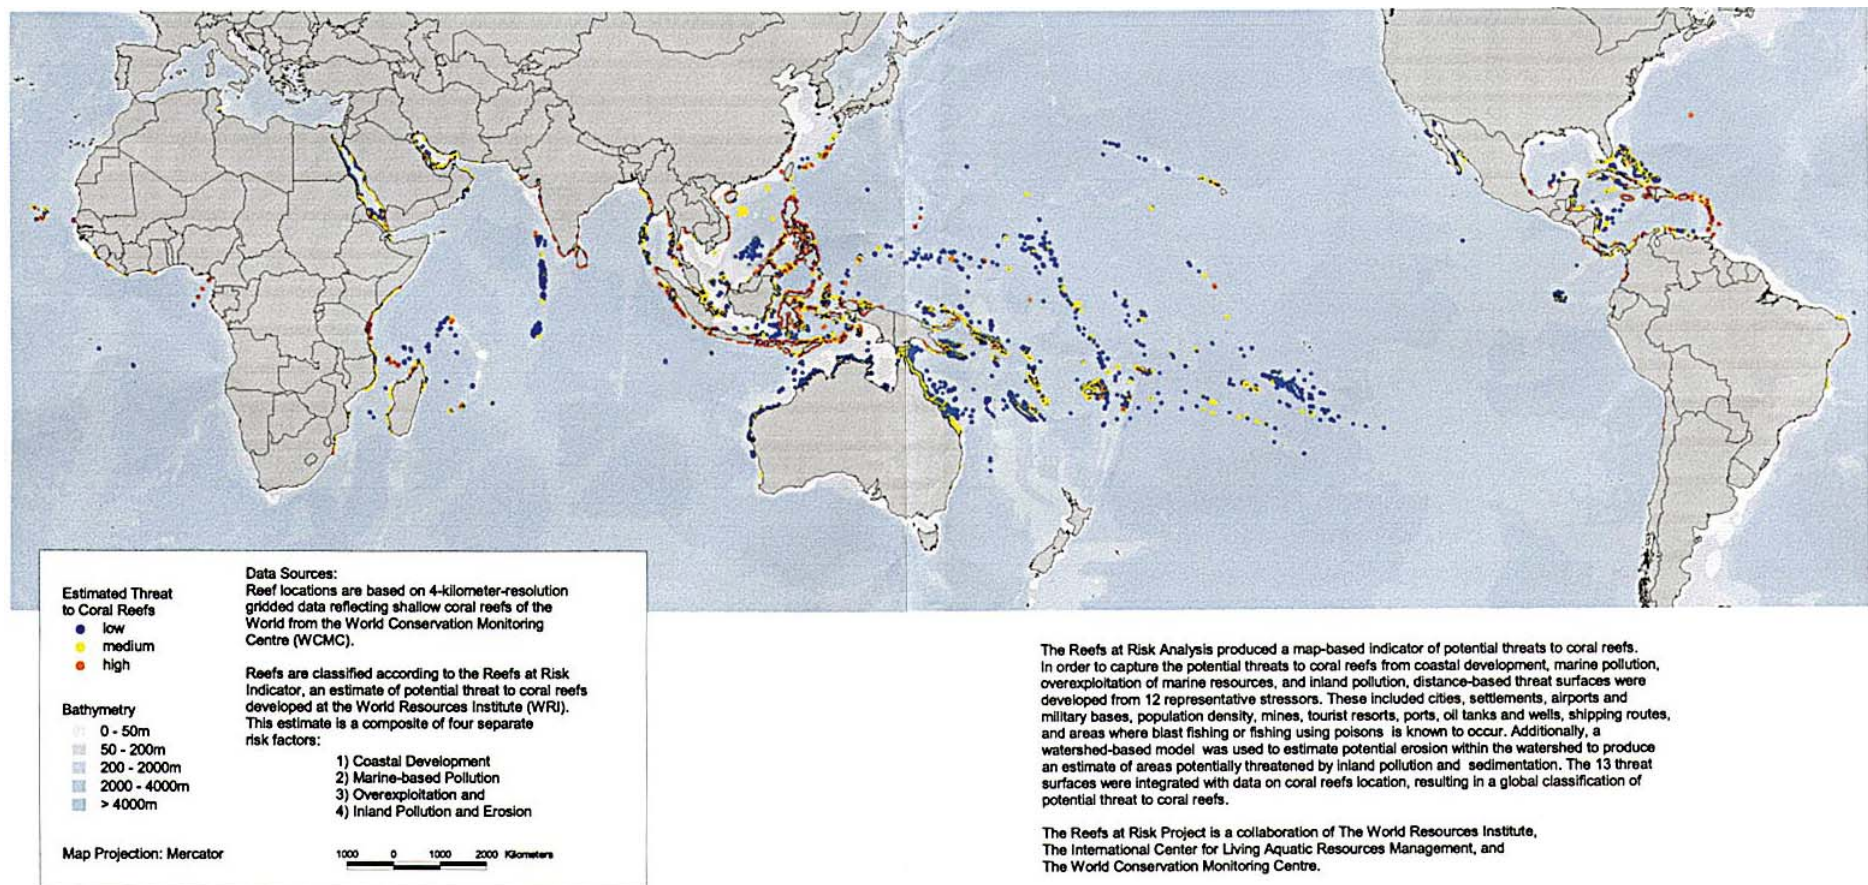 Estimated Threat
to Coral Reefs
low
medium
high
Bathymetry
0 - 50m
50 - 200m
200 - 2000m
2000 - 4000m
> 4000m
Map Projection: Mercator
Data Sources:
Reef locations are based on 4-kilometer-resolution
gridded data reflecting shallow coral reefs of the
World from the World Conservation Monitoring
Centre (WCMC).
Reefs are classified according to the Reefs at Risk
Indicator, an estimate of potential threat to coral reefs
developed at the World Resources Institute (WRI).
This estimate is a composite of four separate
risk factors:
1) Coastal Development
2) Marine-based Pollution
3) Overexploitation and
4) Inland Pollution and Erosion
1000 0 1000 2000 Kilometers
The Reefs at Risk Analysis produced a map-based indicator of potential threats to coral reefs.
In order to capture the potential threats to coral reefs from coastal development, marine pollution,
overexploitation of marine resources, and inland pollution, distance-based threat surfaces were
developed from 12 representative stressors. These included cities, settlements, airports and
military bases, population density, mines, tourist resorts, ports, oil tanks and wells, shipping routes,
and areas where blast fishing or fishing using poisons is known to occur. Additionally, a
watershed-based model was used to estimate potential erosion within the watershed to produce
an estimate of areas potentially threatened by inland pollution and sedimentation. The 13 threat
surfaces were integrated with data on coral reefs location, resulting in a global classification of
potential threat to coral reefs.
The Reefs at Risk Project is a collaboration of The World Resources Institute,
The International Center for Living Aquatic Resources Management, and
The World Conservation Monitoring Centre.